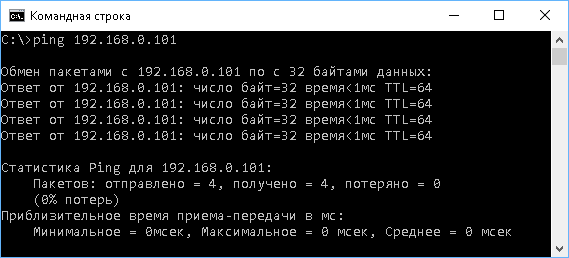 Командная строка
C:\>ping 192.168.0.101
Обмен пакетами с 192.168.0.101 по с 32 байтами данных:
Ответ от 192.168.0.101: число байт=32 время<1мс TTL=64
Ответ от 192.168.0.101: число байт=32 время<1мс TTL=64
Ответ от 192.168.0.101: число байт=32 время<1мс TTL=64
Ответ от 192.168.0.101: число байт=32 время<1мс TTL=64
Статистика Ping для 192.168.0.101:
Пакетов: отправлено = 4, получено = 4, потеряно = 0
(0% потерь)
Приблизительное время приема-передачи в мс:
Минимальное = 0мсек, Максимальное = 0 мсек, Среднее = 0 мсек